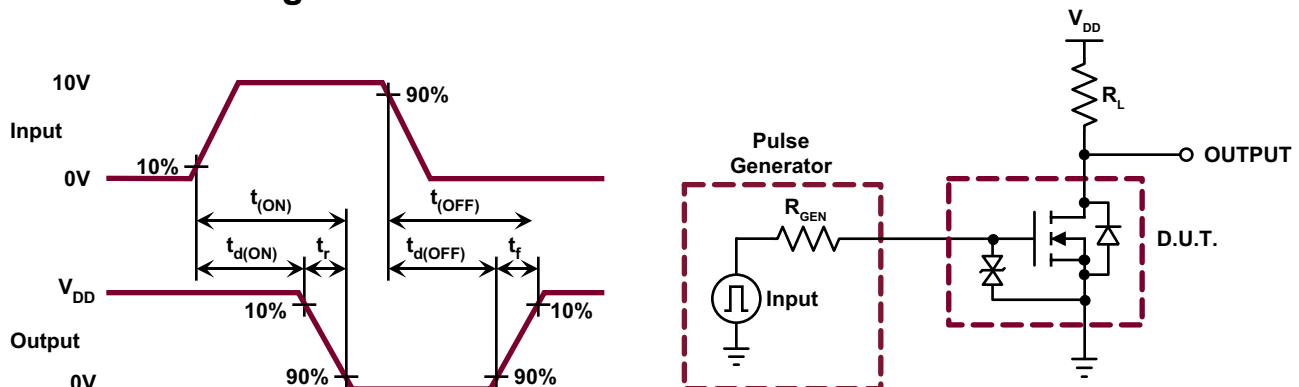 g
10V
90%
Input
10%
0V
t(ON)
t(OFF)
td(ON)
tr
td(OFF)
tf
VDD
10%
10%
Output
90%
90%
0V
VDD
RL
OUTPUT
Pulse
Generator
RGEN
Input
D.U.T.